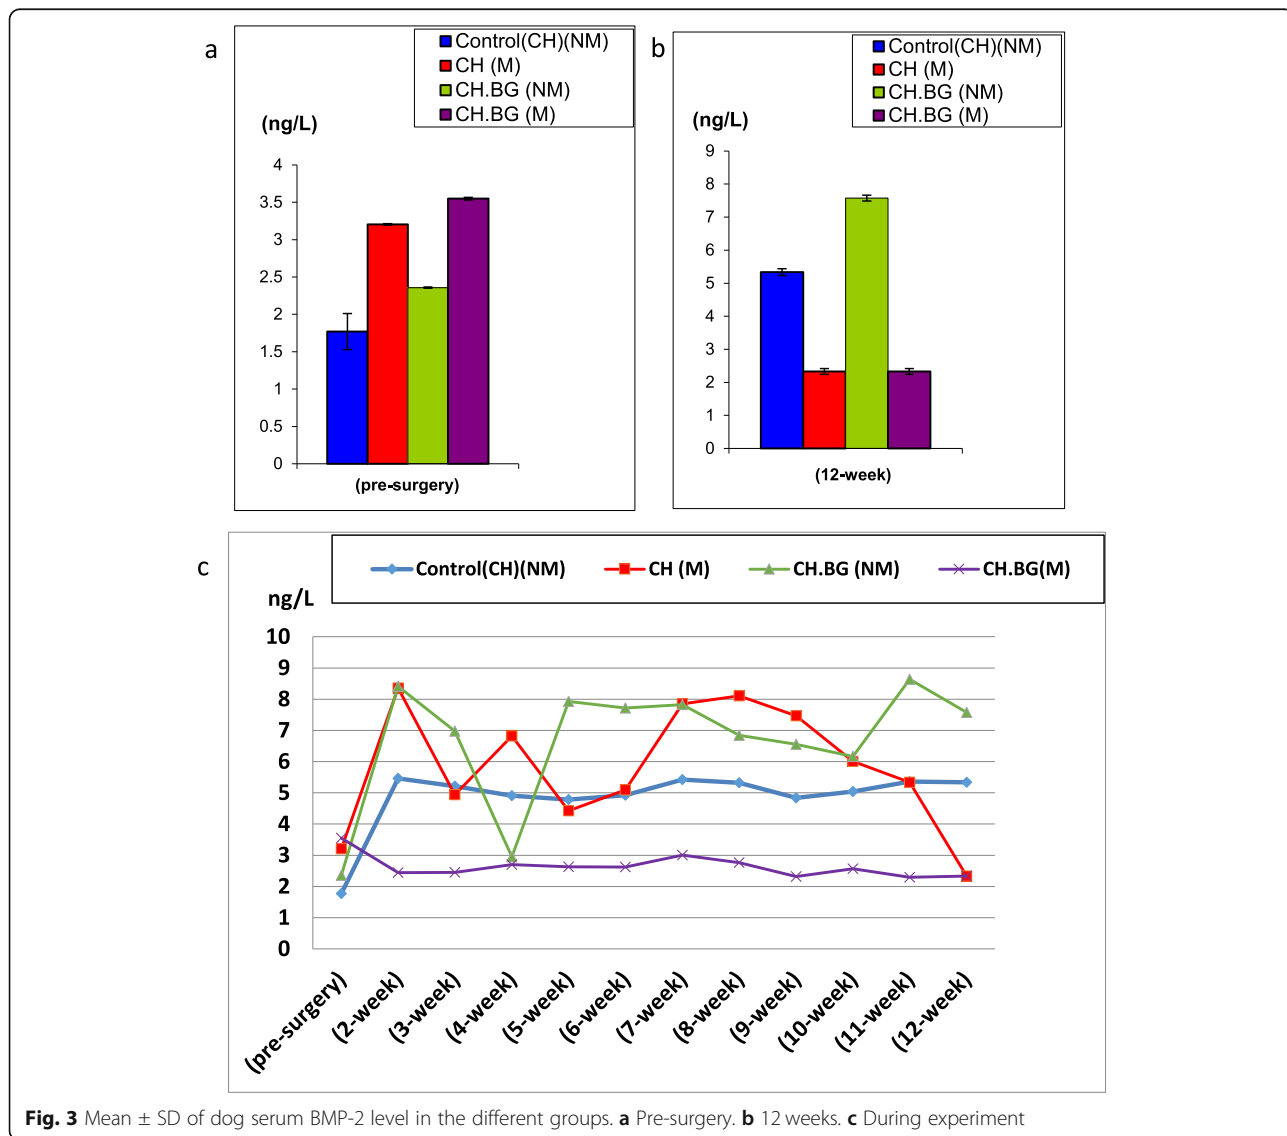 a
Control(CH)(NM)
CH (M)
CH.BG (NM)
CH.BG (M)
(ng/L)
4
3.5
3
2.5
2
1.5
1
0.5
0
(pre-surgery)
b
Control(CH)(NM)
CH (M)
CH.BG (NM)
CH.BG (M)
(ng/L)
9
8
7
6
5
4
3
2
1
0
(12-week)
c
Control(CH)(NM) CH (M) CH.BG (NM) CH.BG(M)
ng/L
10
9
8
7
6
5
4
3
2
1
0
(pre-surgery)
(2-week)
(3-week)
(4-week)
(5-week)
(6-week)
(7-week)
(8-week)
(9-week)
(10-week)
(11-week)
(12-week)
Fig. 3 Mean ± SD of dog serum BMP-2 level in the different groups. a Pre-surgery. b 12 weeks. c During experiment